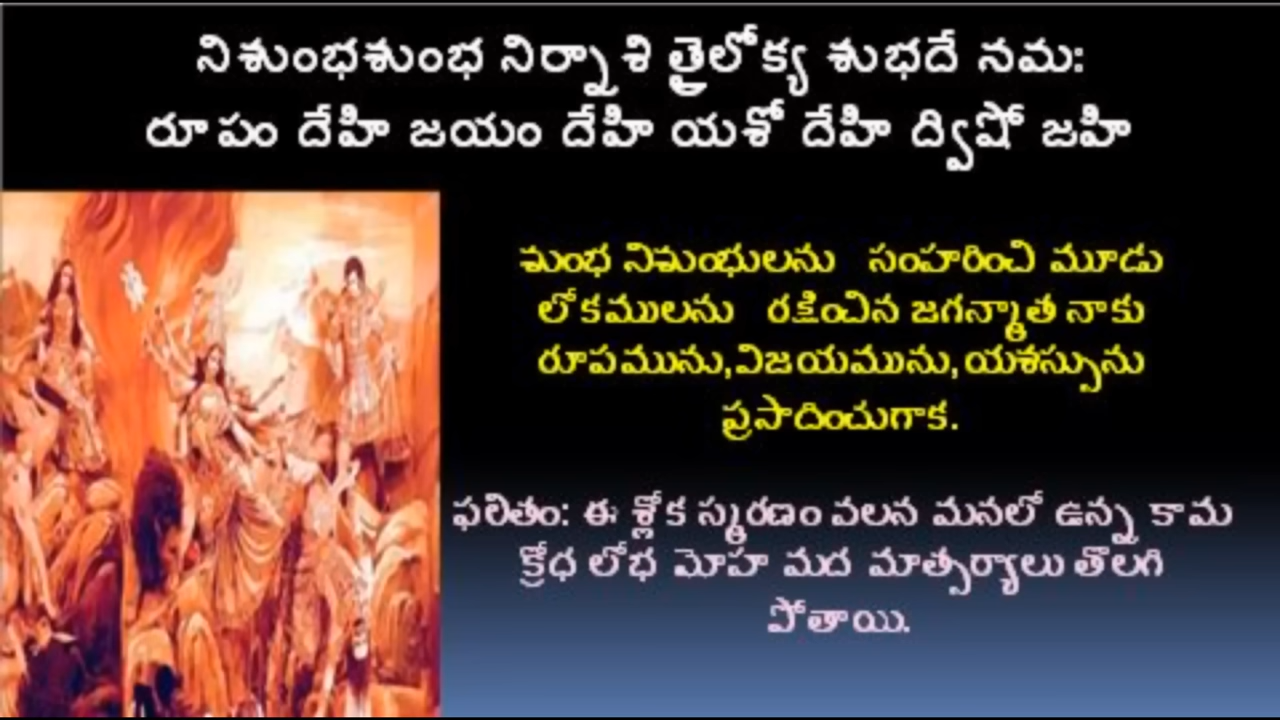 నిశుంభశుంభ నిర్నాశి త్రైలోక్య శుభదే నమ:
రూపం దేహి జయం దేహి యశో దేహి ద్విషో జహి
శుంభ నిశుంభులను సంహరించి మూడు
లోకములను రక్షించిన జగన్మాత నాకు
రూపమును,విజయమును,యశస్సును
ప్రసాదించుగాక.
ఫలితం: ఈ శ్లోక స్మరణం వలన మనలో ఉన్న కామ
క్రోధ లోభ మోహ మద మాత్సర్యాలు తొలగి
పోతాయి.